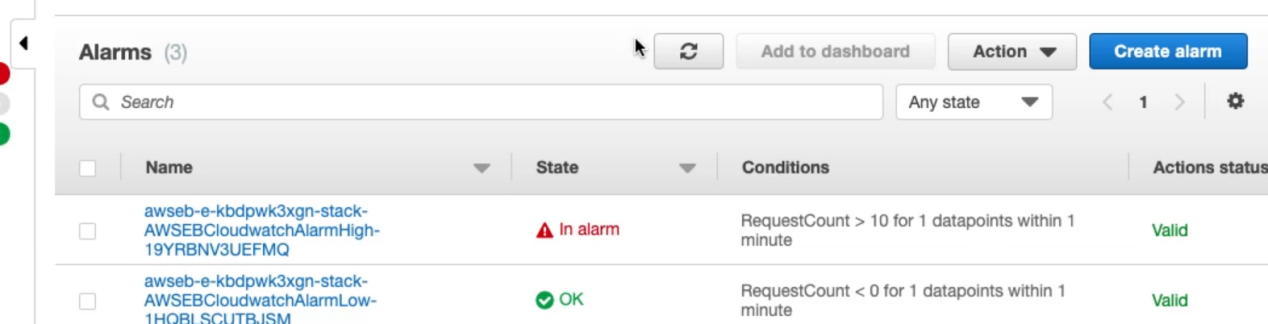 Alarms (3)
Add to dashboard
Action
Create alarm
Search
Any state
1
Name
State
Conditions
Actions status
awseb-e-kbdpwk3xgn-stack-
AWSEBCloudwatchAlarmHigh-
19YRBNV3UEFMQ
In alarm
RequestCount > 10 for 1 datapoints within 1
minute
Valid
awseb-e-kbdpwk3xgn-stack-
AWSEBCloudwatchAlarmLow-
1HQBLSCUTBJSM
OK
RequestCount < 0 for 1 datapoints within 1
minute
Valid